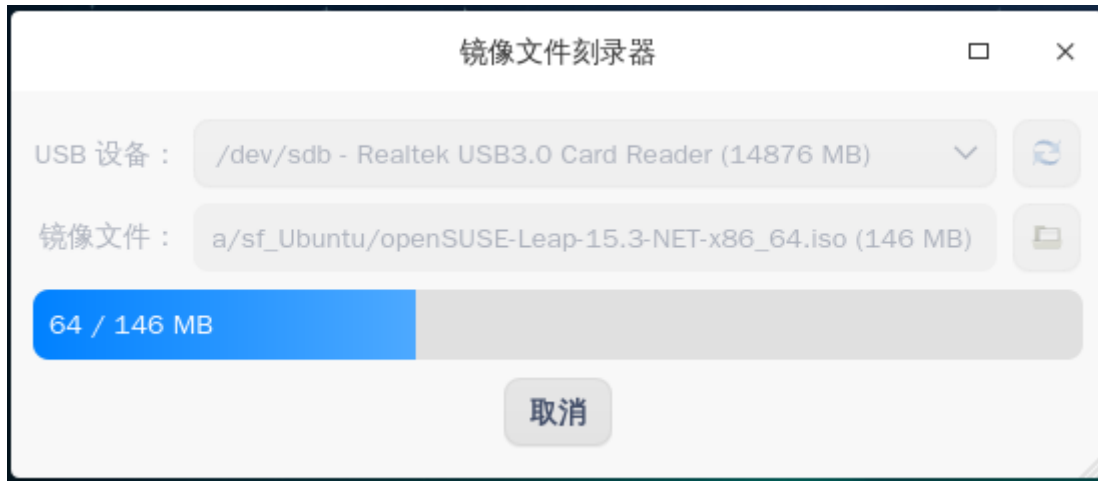 镜像文件刻录器
USB 设备： /dev/sdb - Realtek USB3.0 Card Reader (14876 MB)
镜像文件： a/sf_Ubuntu/openSUSE-Leap-15.3-NET-x86_64.iso (146 MB)
64 / 146 MB
取消